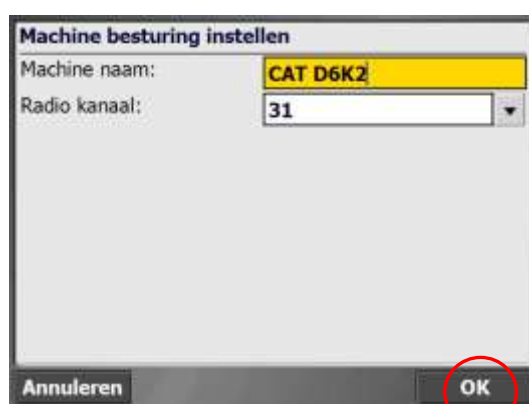 Machine besturing instellen
Machine naam: CAT D6K2
Radio kanaal: 31
Annuleren OK